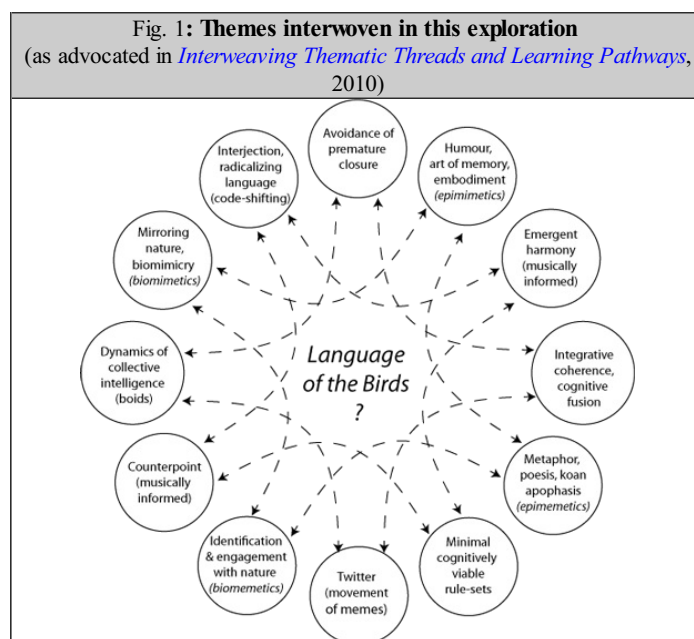 Fig. 1: Themes interwoven in this exploration
(as advocated in Interweaving Thematic Threads and Learning Pathways,
2010)
Avoidance of
premature
closure
Humour,
art of memory,
embodiment
(epimimetics)
Emergent
harmony
(musically
informed)
Integrative
coherence,
cognitive
fusion
Metaphor,
poesis, koan
apophasis
(epimemetics)
Minimal
cognitively
viable
rule-sets
Twitter
(movement
of memes)
Identification
& engagement
with nature
(biomemetics)
Counterpoint
(musically
informed)
Dynamics of
collective
intelligence
(boids)
Mirroring
nature,
biomimicry
(biomimetics)
Interjection,
radicalizing
language
(code-shifting)
Language
of the Birds
?